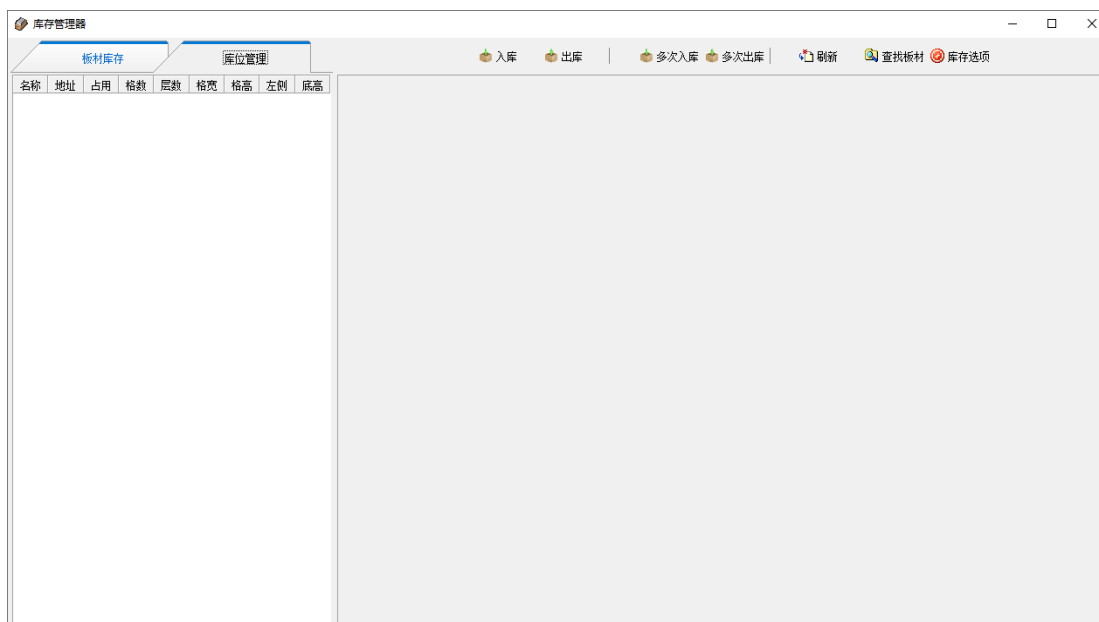 库存管理器
板材库存 库位管理 入库 出库 多次入库 多次出库 刷新 查找板材 库存选项
名称 地址 占用 格数 层数 格宽 格高 左侧 底高